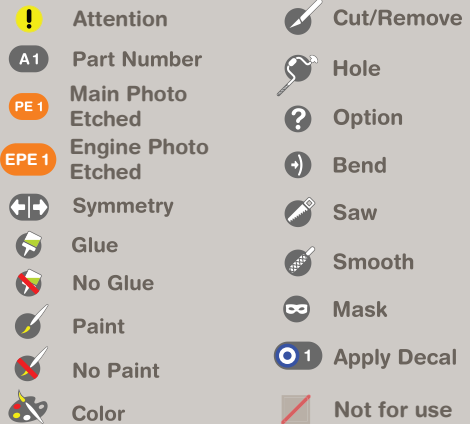 ! Attention
A1 Part Number
PE 1 Main Photo
Etched
EPE 1 Engine Photo
Etched
Symmetry
Glue
No Glue
Paint
No Paint
Color
Cut/Remove
Hole
? Option
Bend
Saw
Smooth
Mask
1 Apply Decal
Not for use